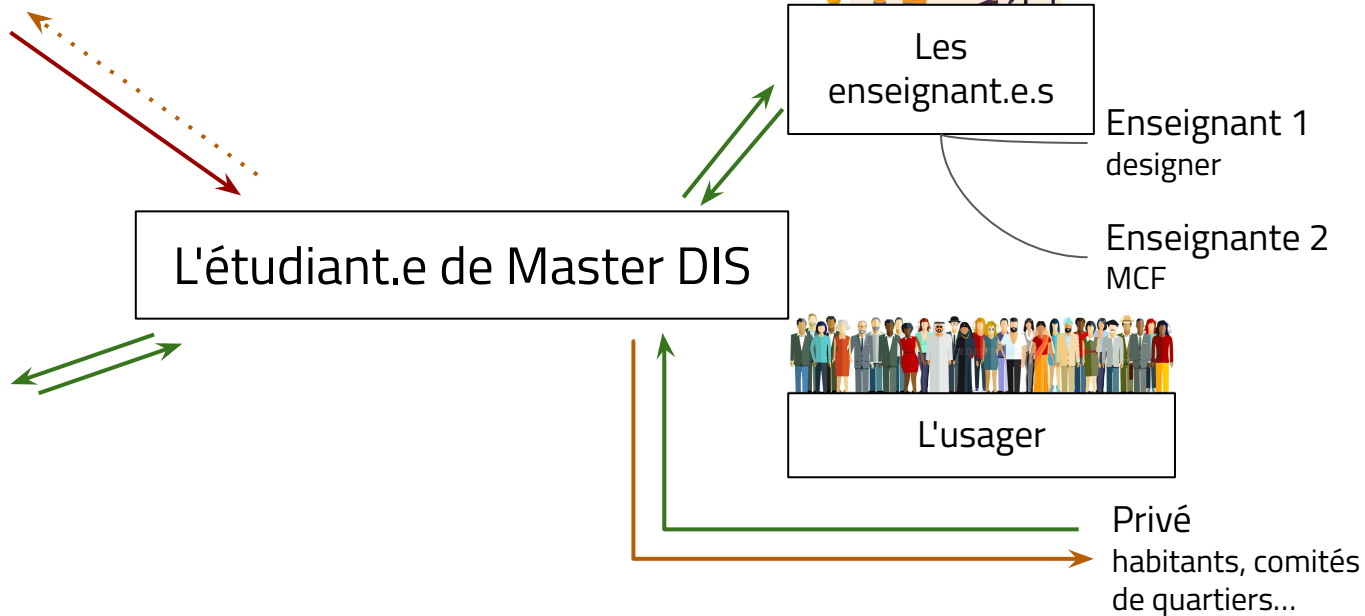 Les
enseignant.e.s
Enseignant 1
designer
L'étudiant.e de Master DIS
Enseignante 2
MCF
L'usager
Privé
habitants, comités
de quartiers...